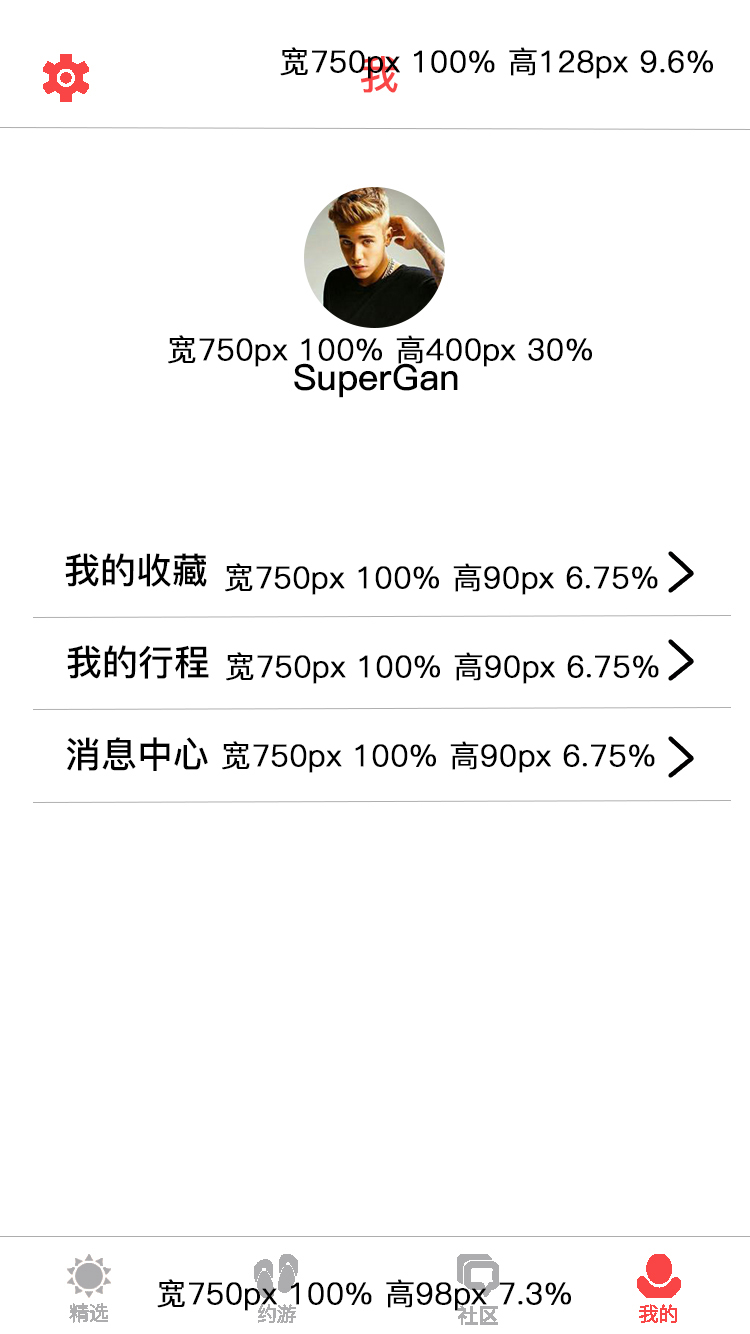 宽750px 100% 高128px 9.6%
我
宽750px 100% 高400px 30%
SuperGan
我的收藏 宽750px 100% 高90px 6.75%
我的行程 宽750px 100% 高90px 6.75%
消息中心 宽750px 100% 高90px 6.75%
宽750px 100% 高98px 7.3%
精选 约游 社区 我的